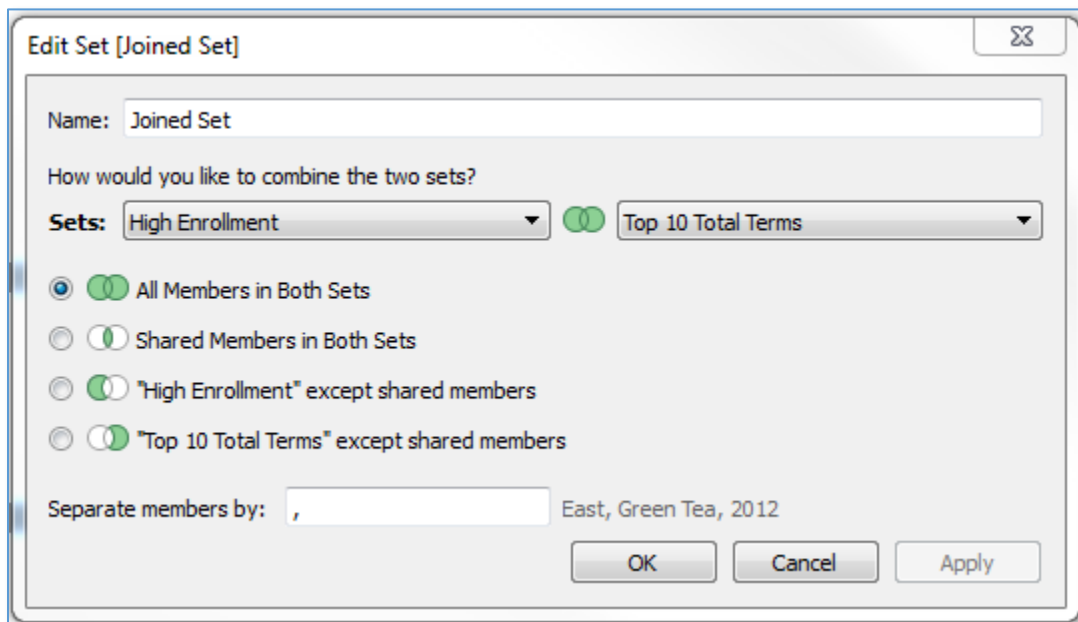 Edit Set [Joined Set]
Name: Joined Set
How would you like to combine the two sets?
Sets: High Enrollment Top 10 Total Terms
All Members in Both Sets
Shared Members in Both Sets
"High Enrollment" except shared members
"Top 10 Total Terms" except shared members
Separate members by: , East, Green Tea, 2012
OK Cancel Apply